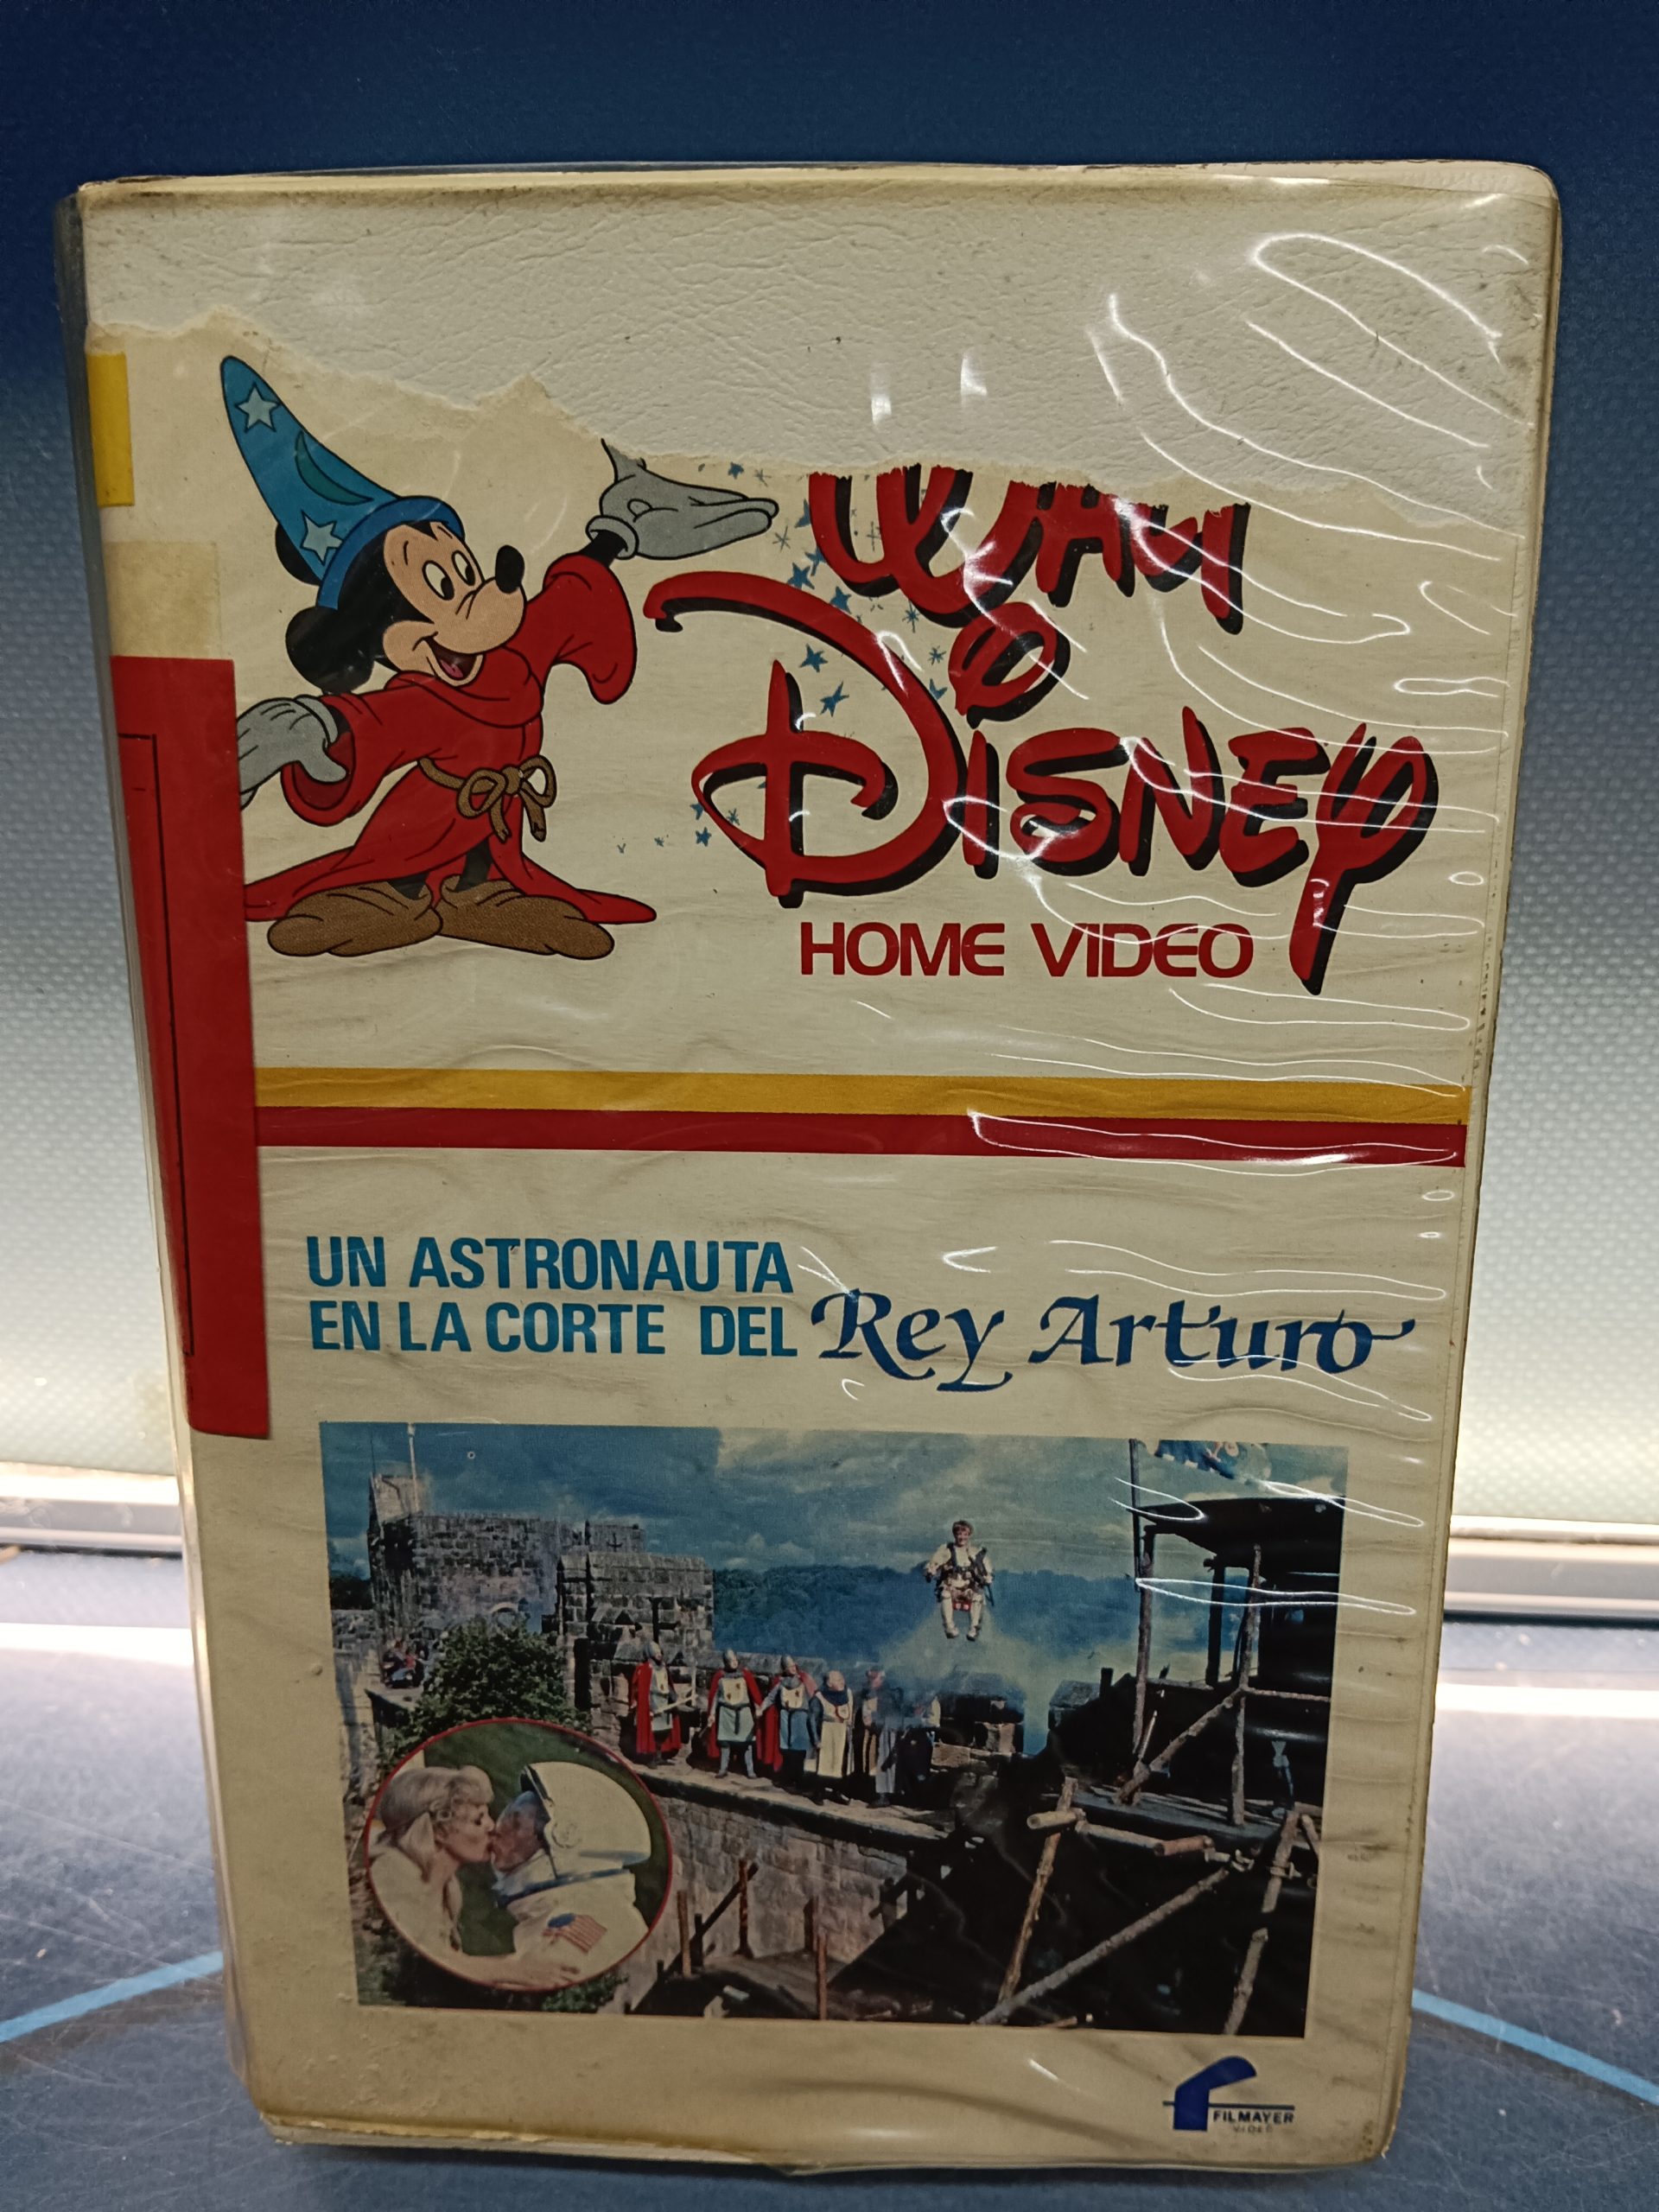 WALT
DISNEY
HOME VIDEO
UN ASTRONAUTA
EN LA CORTE DEL Rey Arturo
FILMAYER
VIDEO